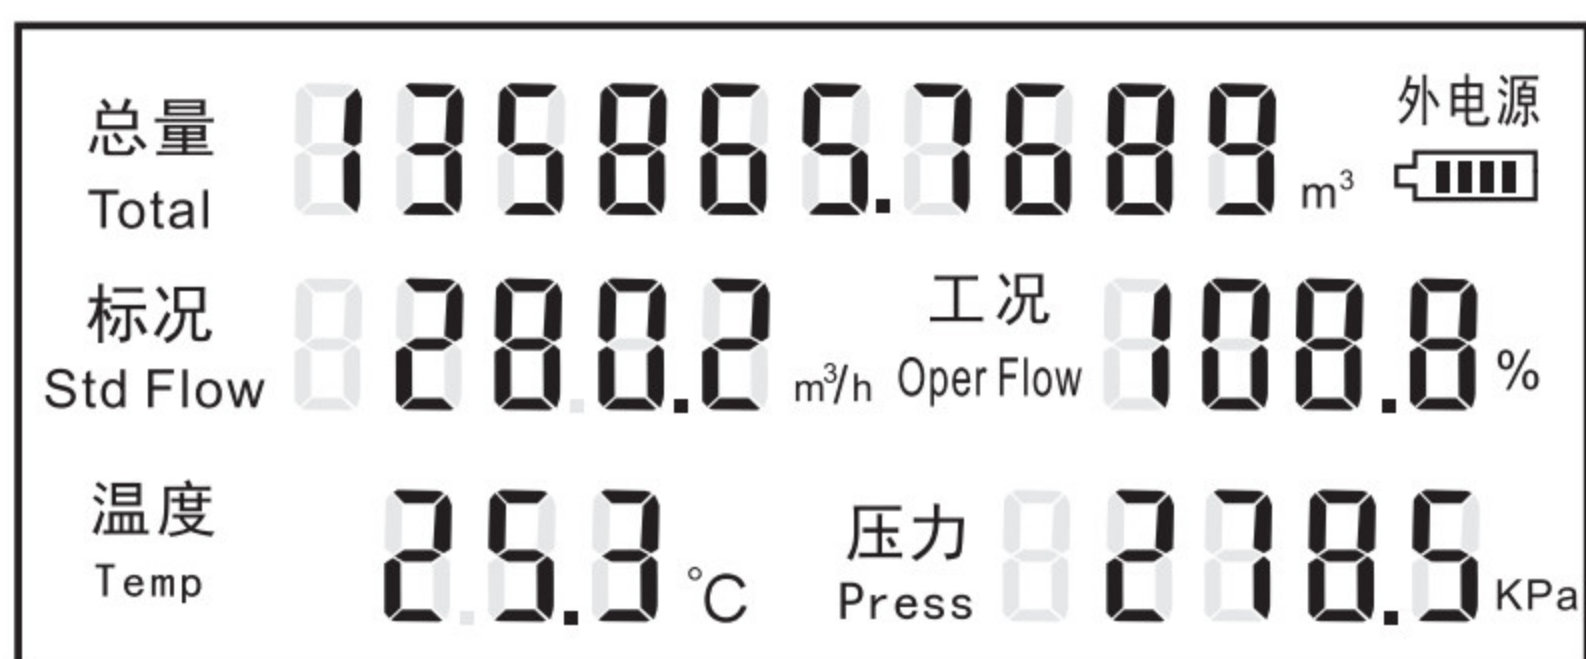 总量 135865.7689 m³ 外电源
Total
标况 280.2 m³/h 工况 108.8 %
Std Flow Oper Flow
温度 25.3 °C 压力 278.5 KPa
Temp Press